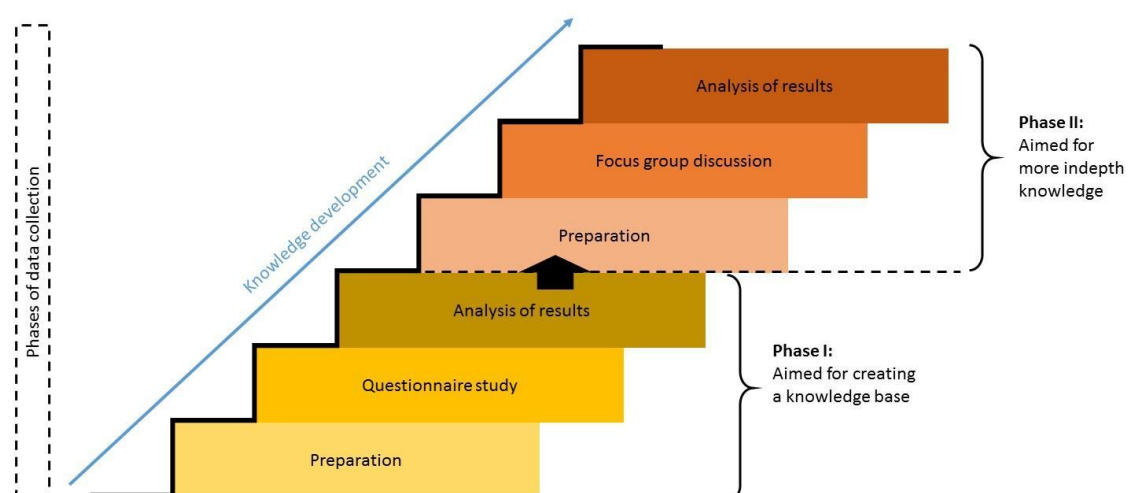 Phases of data collection
Knowledge development
Analysis of results
Focus group discussion
Preparation
Phase II:
Aimed for
more indepth
knowledge
Analysis of results
Questionnaire study
Preparation
Phase I:
Aimed for creating
a knowledge base